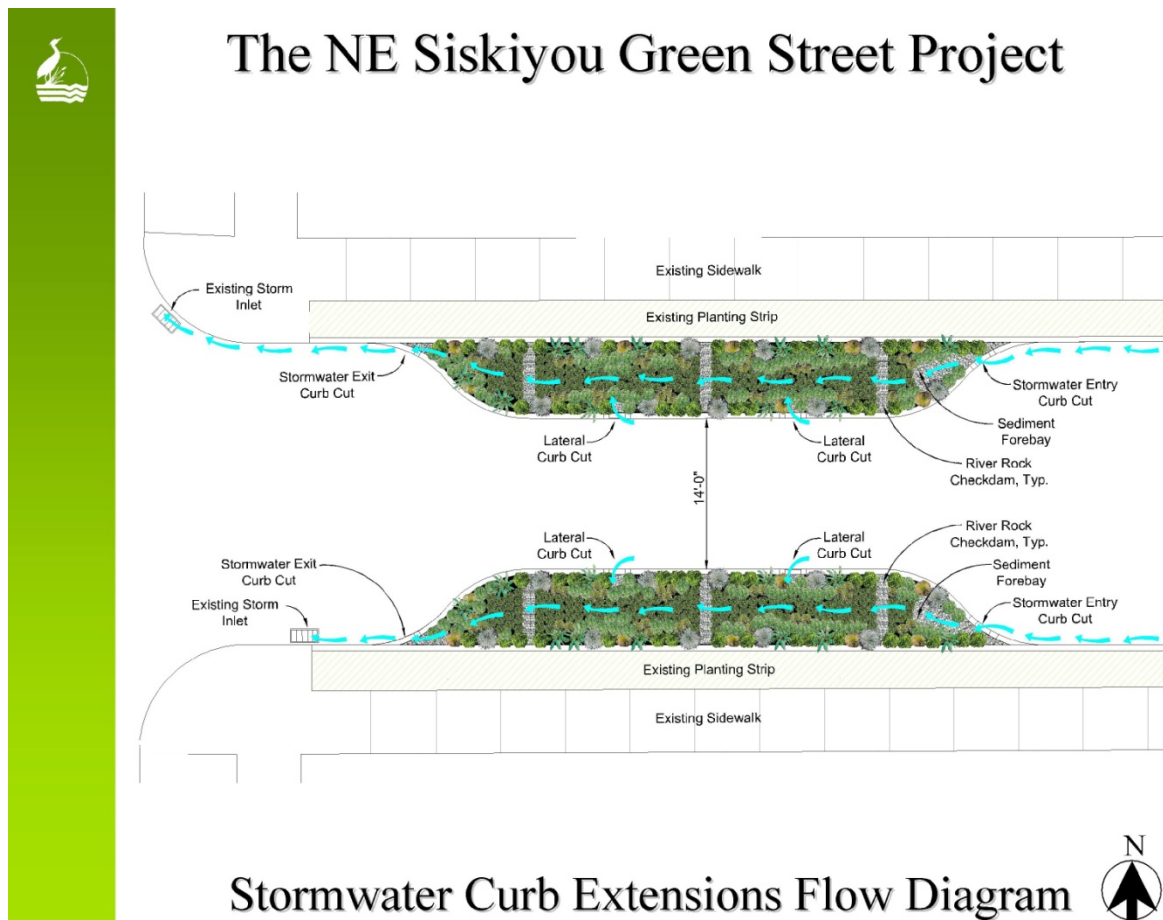 The NE Siskiyou Green Street Project
Existing Sidewalk
Existing Storm
Inlet
Existing Planting Strip
Stormwater Exit
Curb Cut
Stormwater Entry
Curb Cut
Lateral
Curb Cut
Lateral
Curb Cut
Sediment
Forebay
River Rock
Checkdam, Typ.
14'-0"
Lateral
Curb Cut
Lateral
Curb Cut
River Rock
Checkdam, Typ.
Stormwater Exit
Curb Cut
Sediment
Forebay
Existing Storm
Inlet
Stormwater Entry
Curb Cut
Existing Planting Strip
Existing Sidewalk
N
Stormwater Curb Extensions Flow Diagram